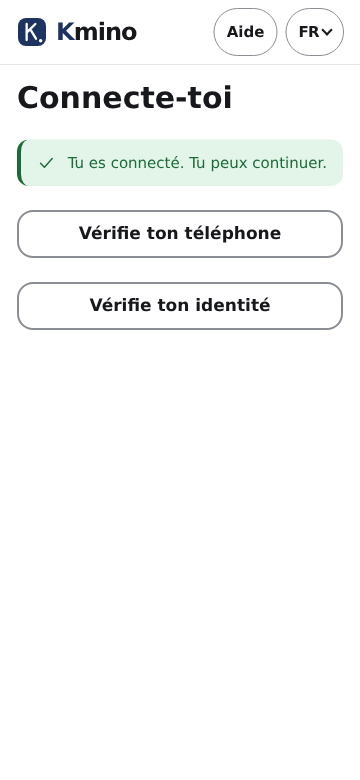 K. Kmino
Aide
FR
Connecte-toi
Tu es connecté. Tu peux continuer.
Vérifie ton téléphone
Vérifie ton identité